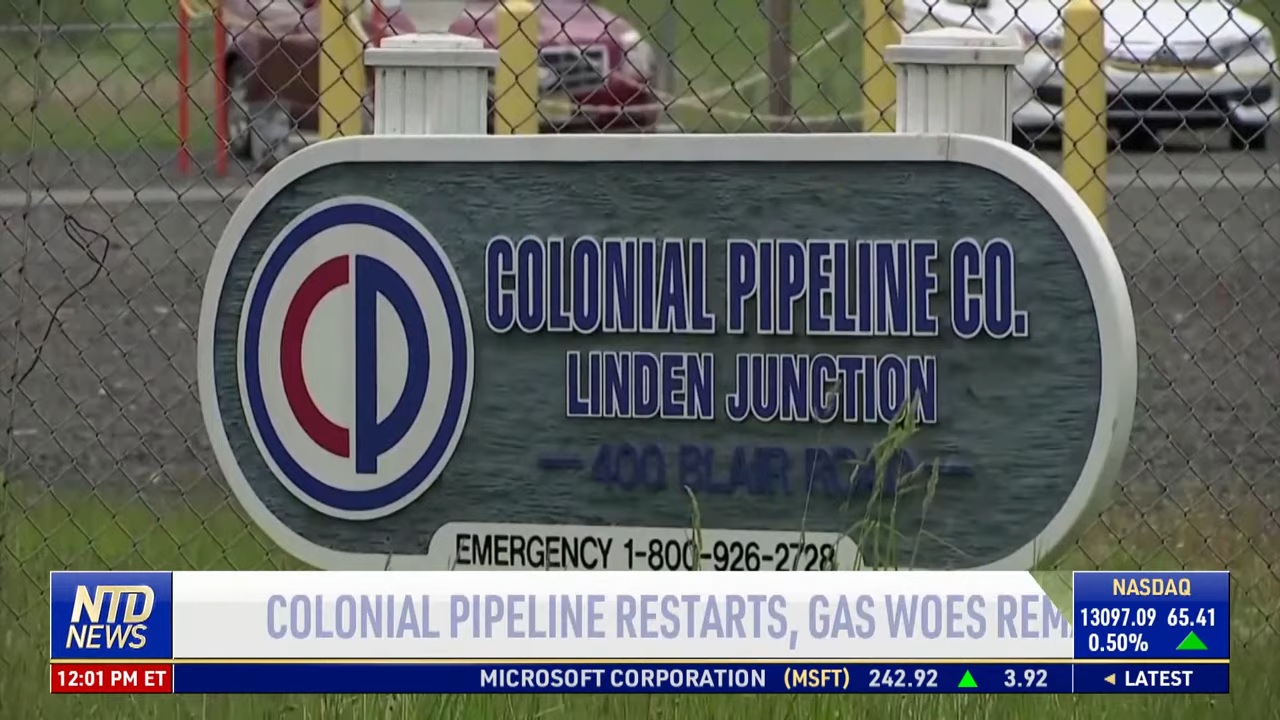 CP
COLONIAL PIPELINE CO.
LINDEN JUNCTION
— 400 BLAIR ROAD —
EMERGENCY 1-800-926-2728
NTD
NEWS
COLONIAL PIPELINE RESTARTS, GAS WOES
NASDAQ
13097.09 65.41
0.50%
12:01 PM ET
MICROSOFT CORPORATION (MSFT) 242.92 ▲ 3.92
◄ LATEST